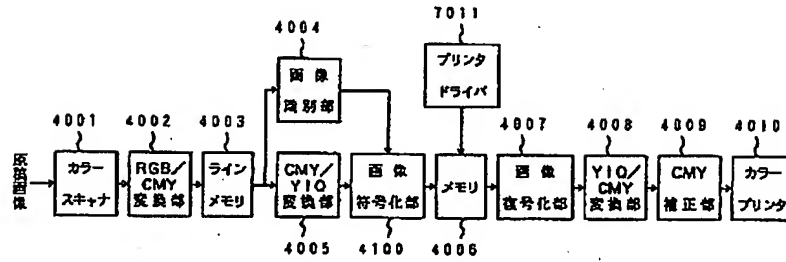 4004
7011
画像
識別部
プリンタ
ドライバ
4001
4002
4003
4007
4008
4009
4010
原稿画像
カラー
スキャナ
RGB/
CMY
変換部
ライン
メモリ
CMY/
YIQ
変換部
画像
符号化部
メモリ
画像
復号化部
YIQ/
CMY
変換部
CMY
補正部
カラー
プリンタ
4005
4100
4006